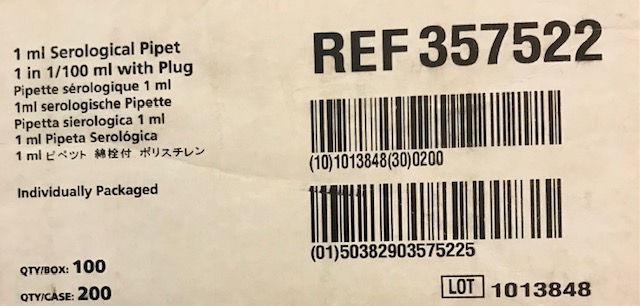 1 ml Serological Pipet
1 in 1/100 ml with Plug
Pipette sérologique 1 ml
1ml serologische Pipette
Pipetta sierologica 1 ml
1 ml Pipeta Serológica
1 ml ピペット 綿栓付 ポリスチレン
Individually Packaged
QTY/BOX: 100
QTY/CASE: 200
REF 357522
(10)1013848(30)0200
(01)50382903575225
LOT 1013848